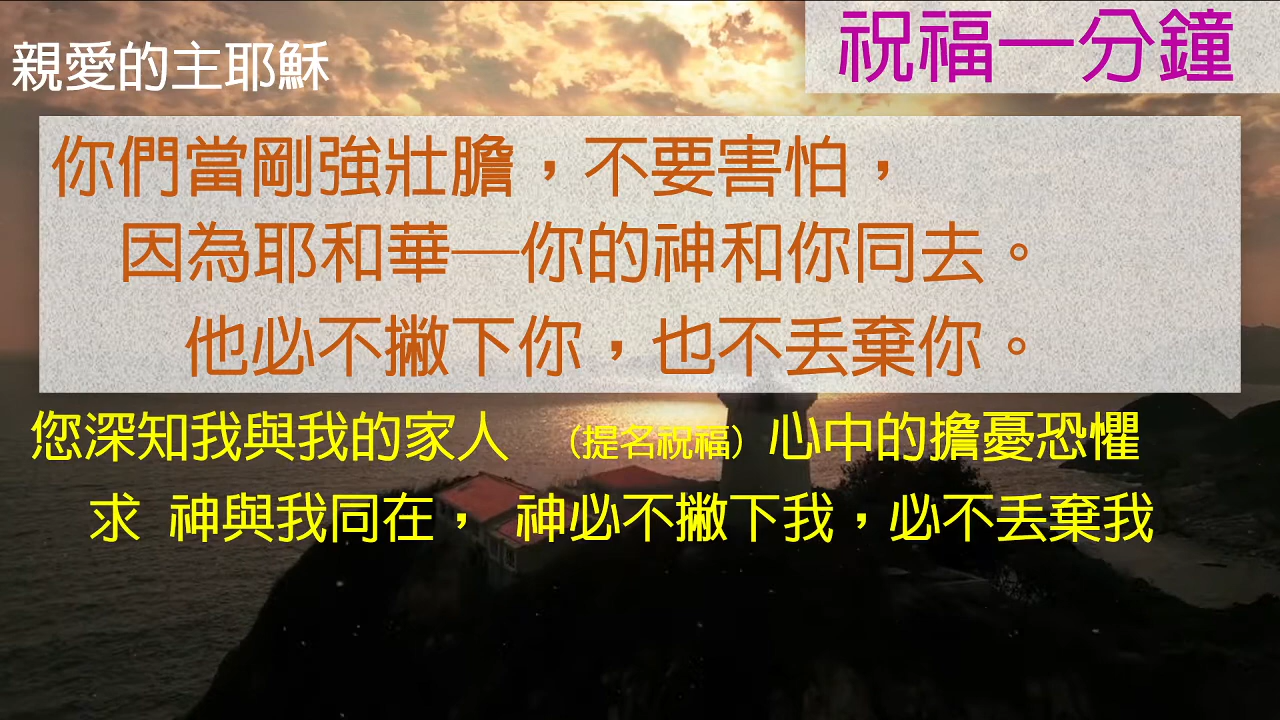 祝福一分鐘
親愛的主耶穌
你們當剛強壯膽，不要害怕，
因為耶和華—你的神和你同去。
他必不撇下你，也不丟棄你。
您深知我與我的家人 (提名祝福) 心中的擔憂恐懼
求 神與我同在， 神必不撇下我，必不丟棄我